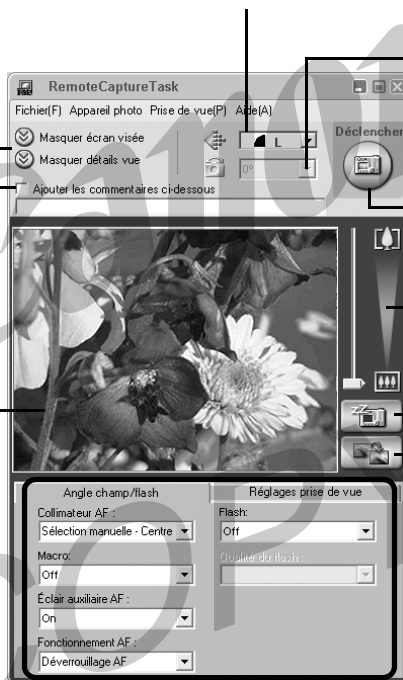 RemoteCaptureTask
Fichier(F) Appareil photo Prise de vue(P) Aide(A)
Masquer écran visée
L
Déclencher
Masquer détails vue
0°
Ajouter les commentaires ci-dessous
Angle champ/flash
Réglages prise de vue
Collimateur AF :
Flash:
Sélection manuelle - Centre
Off
Macro:
Qualité du flash :
Off
Éclair auxiliaire AF :
On
Fonctionnement AF :
Déverrouillage AF
COPY